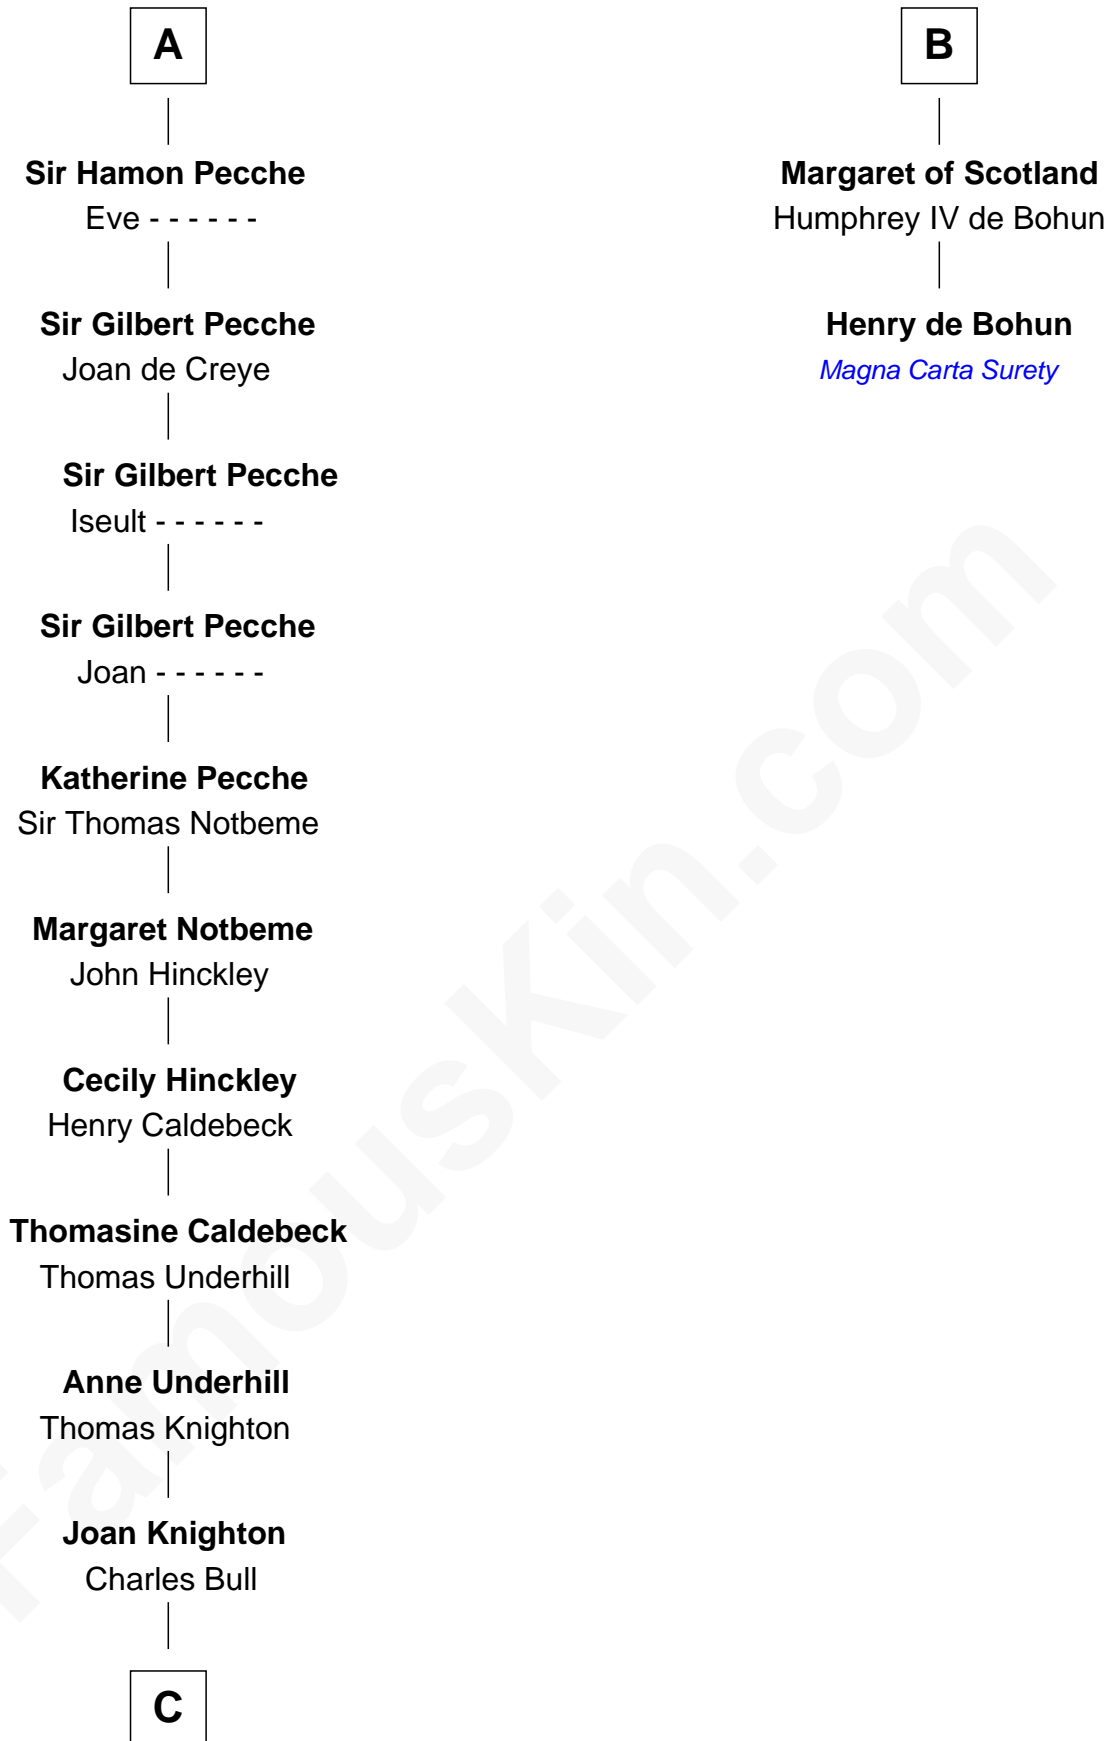 A
Sir Hamon Pecche
Eve - - - - - -
Sir Gilbert Pecche
Joan de Creye
Sir Gilbert Pecche
Iseult - - - - - -
Sir Gilbert Pecche
Joan - - - - - -
Katherine Pecche
Sir Thomas Notbeme
Margaret Notbeme
John Hinckley
Cecily Hinckley
Henry Caldebeck
Thomasine Caldebeck
Thomas Underhill
Anne Underhill
Thomas Knighton
Joan Knighton
Charles Bull
C
B
Margaret of Scotland
Humphrey IV de Bohun
Henry de Bohun
Magna Carta Surety
FamousKin.com